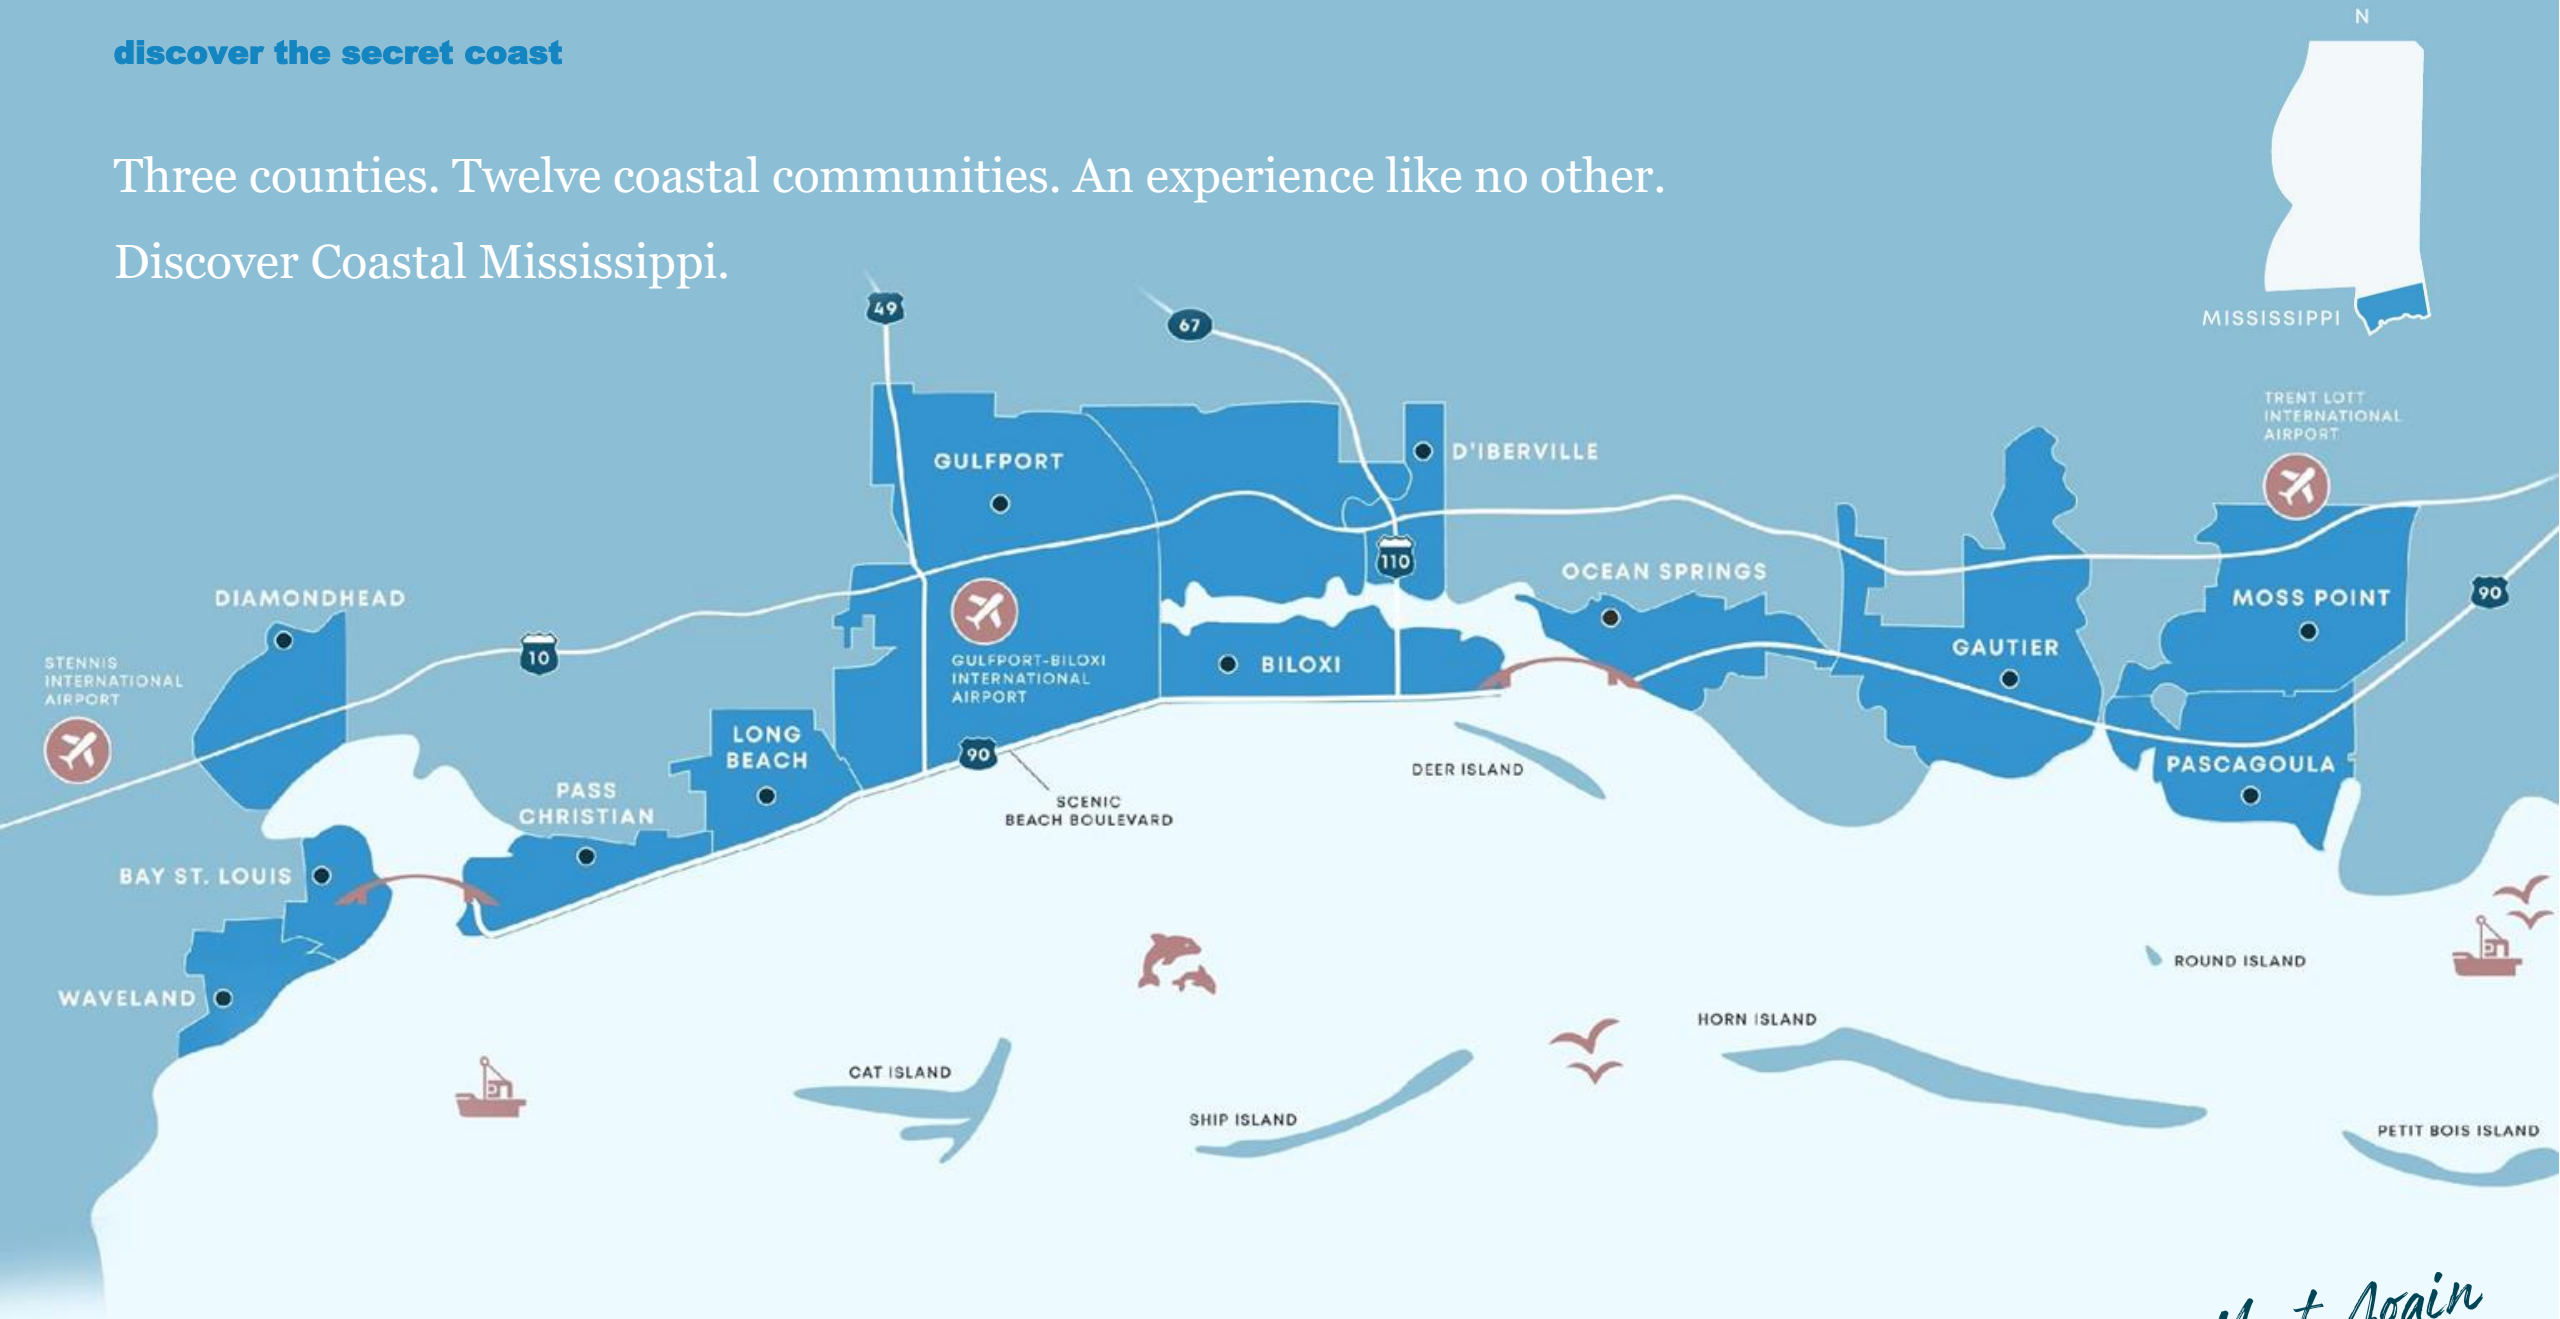 discover the secret coast
Three counties. Twelve coastal communities. An experience like no other.
Discover Coastal Mississippi.
N
MISSISSIPPI
49
67
TRENT LOTT
INTERNATIONAL
AIRPORT
GULFPORT
D'IBERVILLE
110
OCEAN SPRINGS
DIAMONDHEAD
MOSS POINT
90
GAUTIER
10
STENNIS
INTERNATIONAL
AIRPORT
GULFPORT-BILOXI
INTERNATIONAL
AIRPORT
BILOXI
LONG
BEACH
90
PASCAGOULA
DEER ISLAND
PASS
CHRISTIAN
SCENIC
BEACH BOULEVARD
BAY ST. LOUIS
ROUND ISLAND
WAVELAND
HORN ISLAND
CAT ISLAND
SHIP ISLAND
PETIT BOIS ISLAND
Again